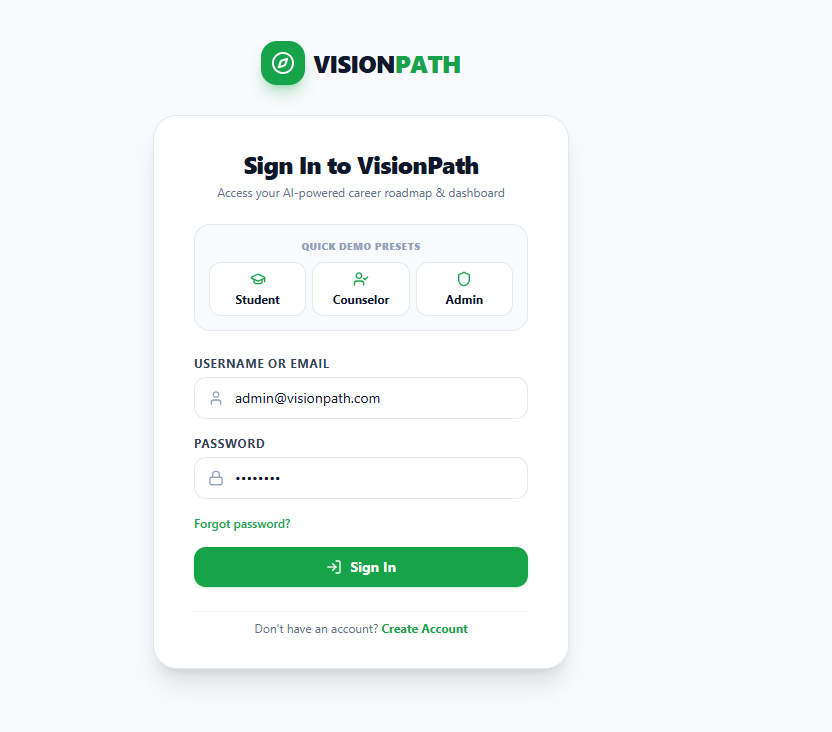 VISIONPATH
Sign In to VisionPath
Access your AI-powered career roadmap & dashboard
QUICK DEMO PRESETS
Student Counselor Admin
USERNAME OR EMAIL
admin@visionpath.com
PASSWORD
••••••••
Forgot password?
Sign In
Don't have an account? Create Account